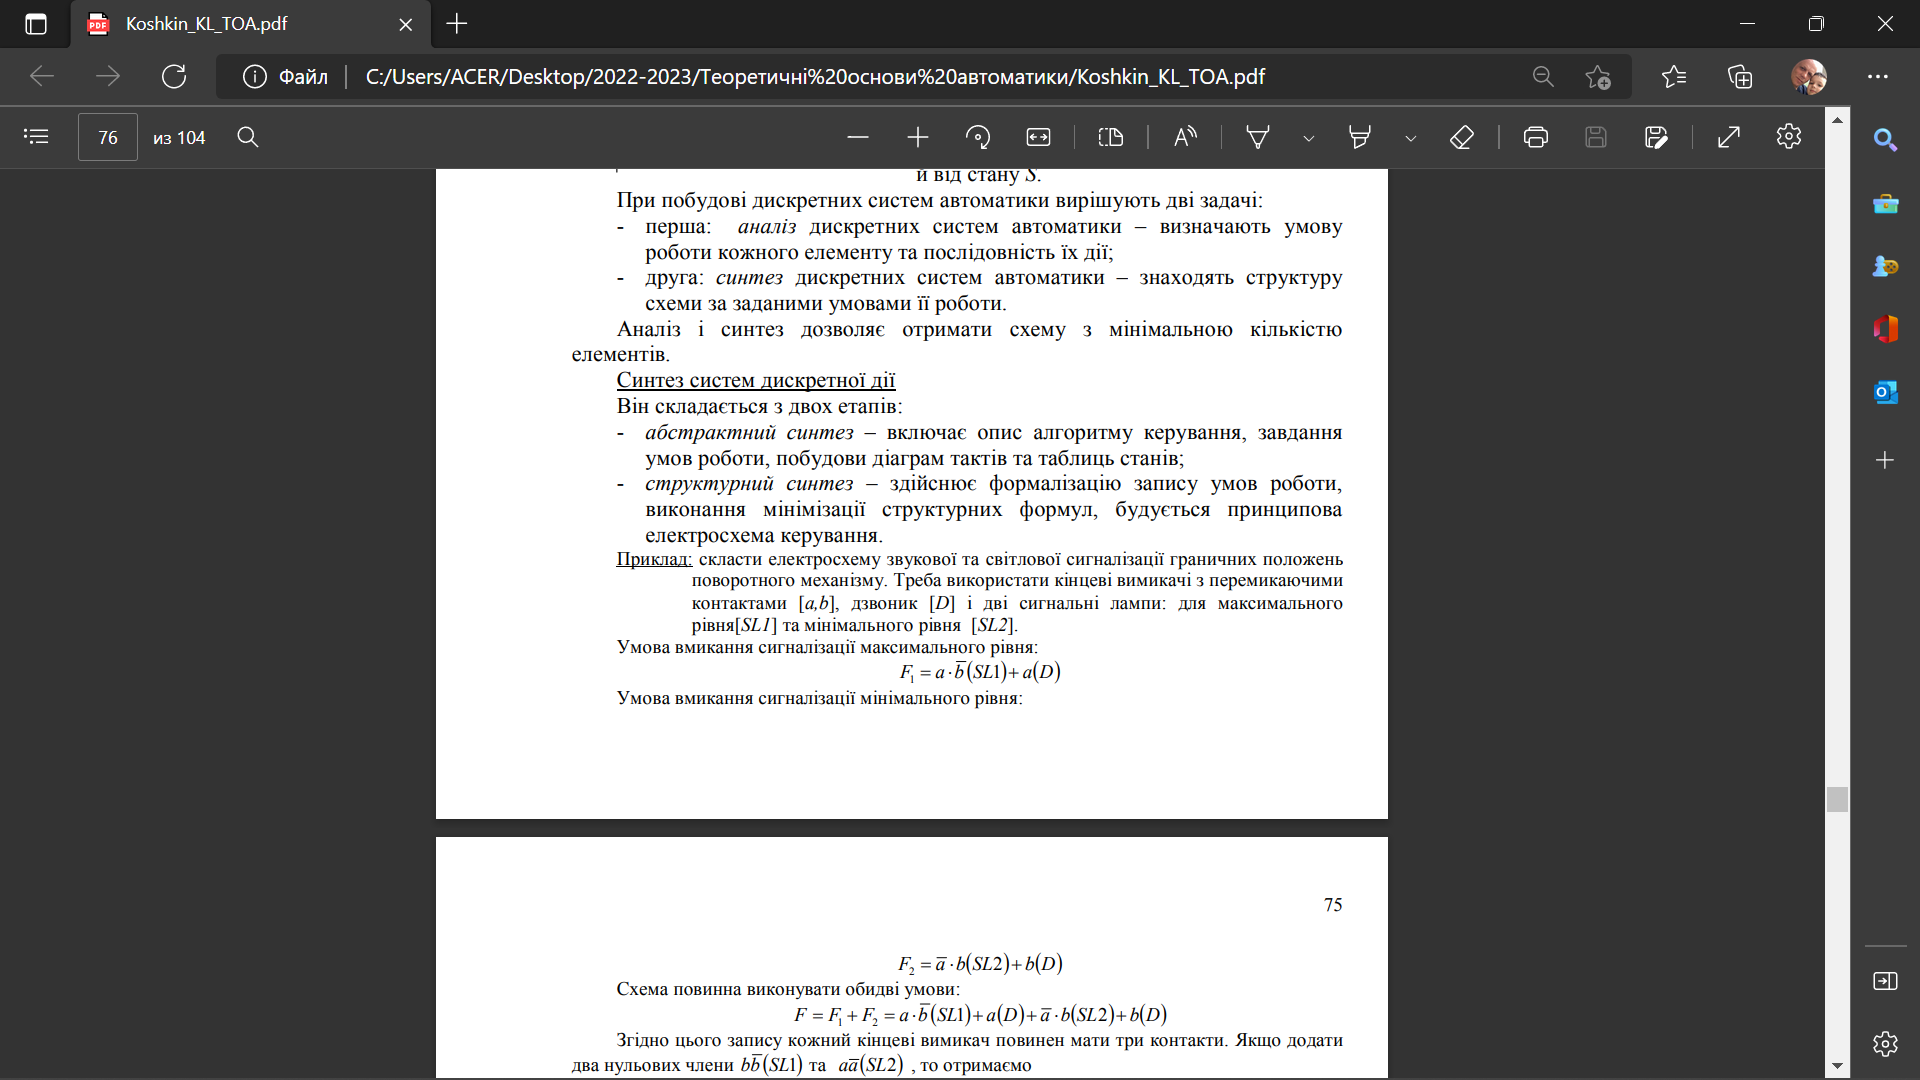 Koshkin_KL_TOA.pdf
Файл
C:/Users/ACER/Desktop/2022-2023/Теоретичні%20основи%20автоматики/Koshkin_KL_TOA.pdf
76 из 104
й від стану S.
При побудові дискретних систем автоматики вирішують дві задачі:
- перша: аналіз дискретних систем автоматики – визначають умову
роботи кожного елементу та послідовність їх дії;
- друга: синтез дискретних систем автоматики – знаходять структуру
схеми за заданими умовами її роботи.
Аналіз і синтез дозволяє отримати схему з мінімальною кількістю
елементів.
Синтез систем дискретної дії
Він складається з двох етапів:
- абстрактний синтез – включає опис алгоритму керування, завдання
умов роботи, побудови діаграм тактів та таблиць станів;
- структурний синтез – здійснює формалізацію запису умов роботи,
виконання мінімізації структурних формул, будується принципова
електросхема керування.
Приклад: скласти електросхему звукової та світлової сигналізації граничних положень
поворотного механізму. Треба використати кінцеві вимикачі з перемикаючими
контактами [a,b], дзвоник [D] і дві сигнальні лампи: для максимального
рівня[SL1] та мінімального рівня [SL2].
Умова вмикання сигналізації максимального рівня:
F₁ = a·b̅(SL1)+ a(D)
Умова вмикання сигналізації мінімального рівня:
75
F₂ = a̅·b(SL2)+b(D)
Схема повинна виконувати обидві умови:
F = F₁ + F₂ = a·b̅(SL1)+a(D)+a̅·b(SL2)+b(D)
Згідно цього запису кожний кінцеві вимикач повинен мати три контакти. Якщо додати
два нульових члени bb̅(SL1) та aa̅(SL2) , то отримаємо